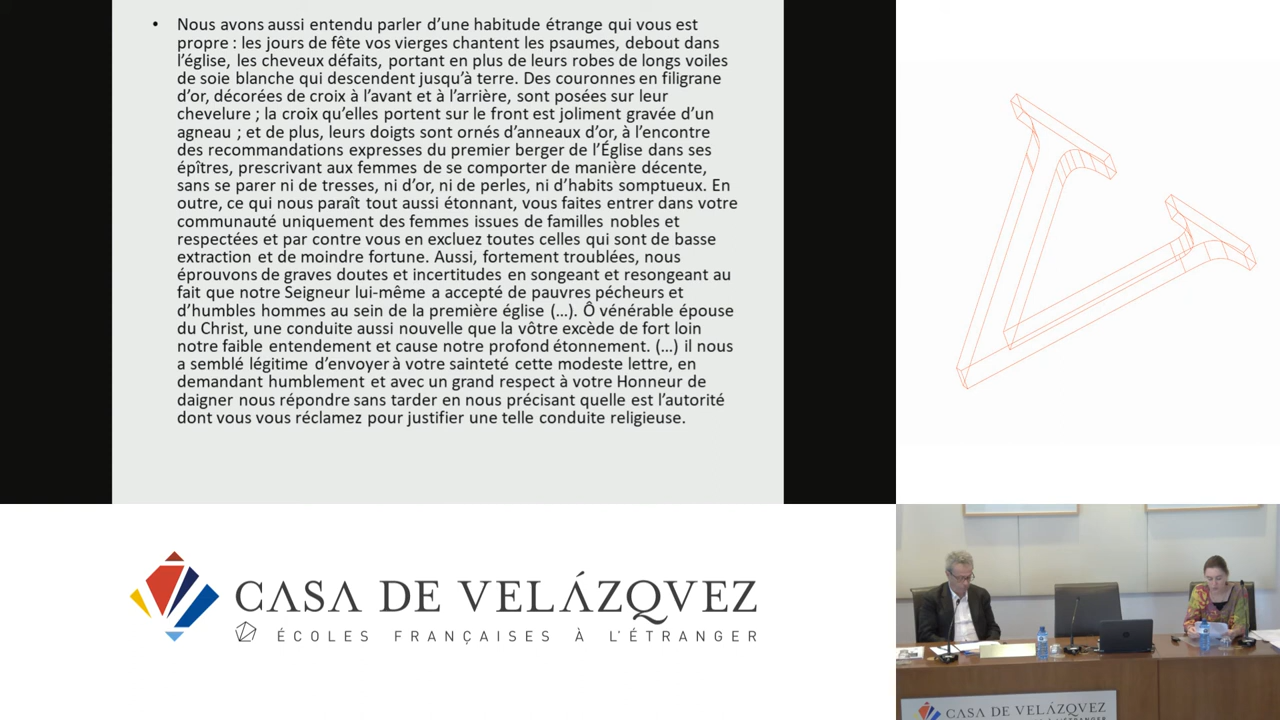 • Nous avons aussi entendu parler d’une habitude étrange qui vous est
propre : les jours de fête vos vierges chantent les psaumes, debout dans
l’église, les cheveux défaits, portant en plus de leurs robes de longs voiles
de soie blanche qui descendent jusqu’à terre. Des couronnes en filigrane
d’or, décorées de croix à l’avant et à l’arrière, sont posées sur leur
chevelure ; la croix qu’elles portent sur le front est joliment gravée d’un
agneau ; et de plus, leurs doigts sont ornés d’anneaux d’or, à l’encontre
des recommandations expresses du premier berger de l’Église dans ses
épîtres, prescrivant aux femmes de se comporter de manière décente,
sans se parer ni de tresses, ni d’or, ni de perles, ni d’habits somptueux. En
outre, ce qui nous paraît tout aussi étonnant, vous faites entrer dans votre
communauté uniquement des femmes issues de familles nobles et
respectées et par contre vous en excluez toutes celles qui sont de basse
extraction et de moindre fortune. Aussi, fortement troublées, nous
éprouvons de graves doutes et incertitudes en songeant et resongeant au
fait que notre Seigneur lui-même a accepté de pauvres pécheurs et
d’humbles hommes au sein de la première église (…). Ô vénérable épouse
du Christ, une conduite aussi nouvelle que la vôtre excède de fort loin
notre faible entendement et cause notre profond étonnement. (…) il nous
a semblé légitime d’envoyer à votre sainteté cette modeste lettre, en
demandant humblement et avec un grand respect à votre Honneur de
daigner nous répondre sans tarder en nous précisant quelle est l’autorité
dont vous vous réclamez pour justifier une telle conduite religieuse.
CASA DE VELÁZQVEZ
ÉCOLES FRANÇAISES À L'ÉTRANGER
CASA DE VELÁZQVEZ